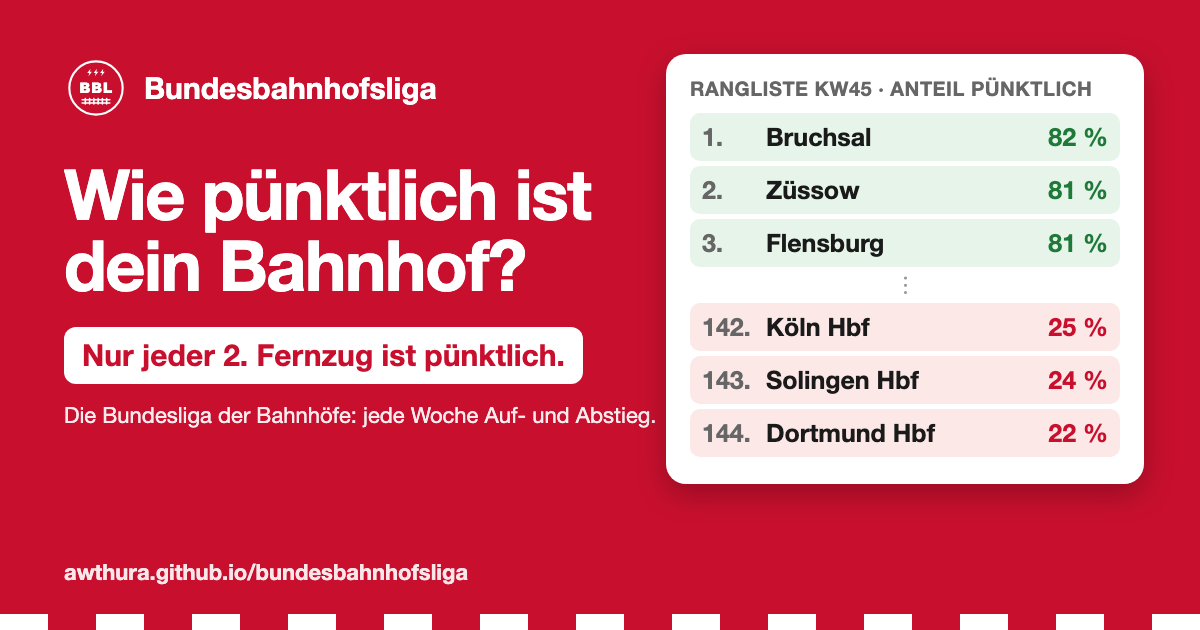 BBL
Bundesbahnhofsliga
Wie pünktlich ist
dein Bahnhof?
Nur jeder 2. Fernzug ist pünktlich.
Die Bundesliga der Bahnhöfe: jede Woche Auf- und Abstieg.
awthura.github.io/bundesbahnhofsliga
RANGLISTE KW45 · ANTEIL PÜNKTLICH
1. Bruchsal 82 %
2. Züssow 81 %
3. Flensburg 81 %
⋮
142. Köln Hbf 25 %
143. Solingen Hbf 24 %
144. Dortmund Hbf 22 %